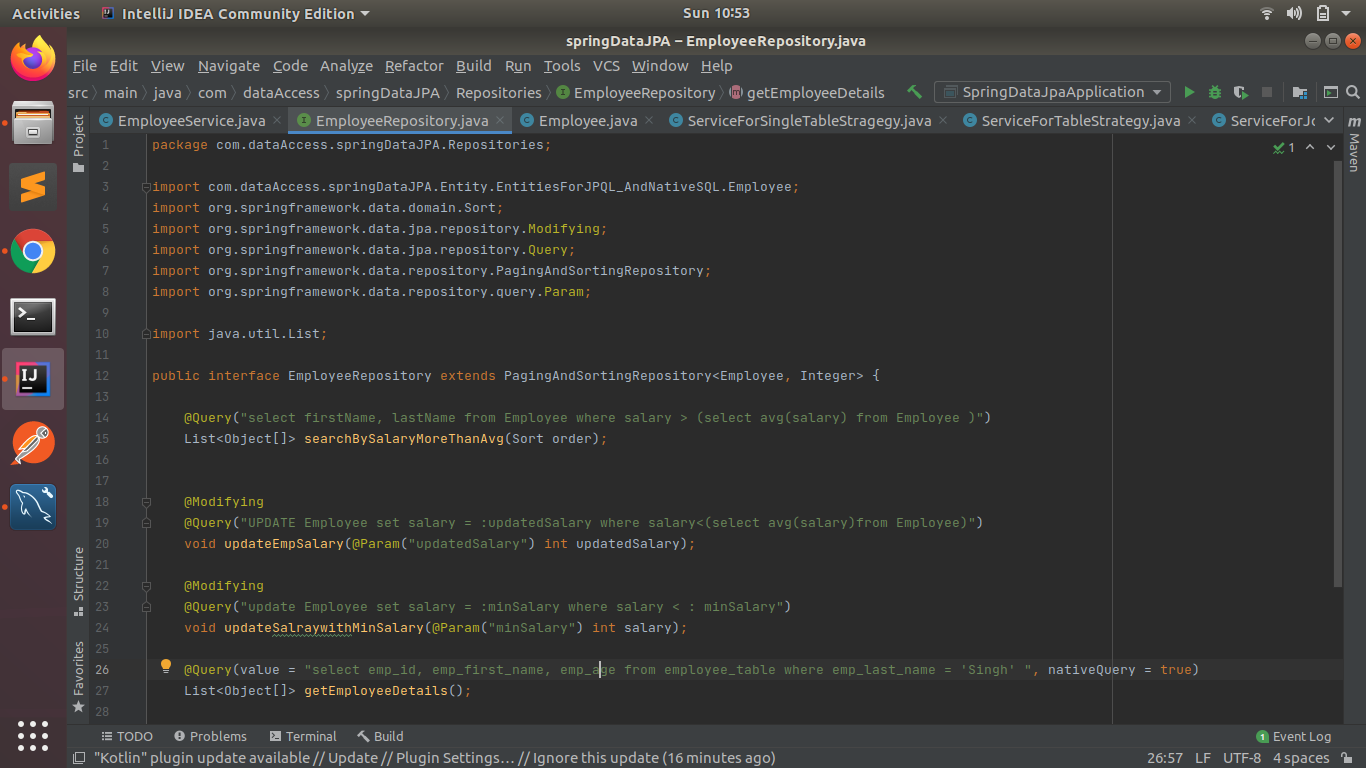 Activities IntelliJ IDEA Community Edition Sun 10:53
springDataJPA – EmployeeRepository.java
File Edit View Navigate Code Analyze Refactor Build Run Tools VCS Window Help
src main java com dataAccess springDataJPA Repositories EmployeeRepository getEmployeeDetails SpringDataJpaApplication
EmployeeService.java EmployeeRepository.java Employee.java ServiceForSingleTableStragegy.java ServiceForTableStrategy.java ServiceForJo
Project
Structure
Favorites
Maven
1
1 package com.dataAccess.springDataJPA.Repositories;
2
3 import com.dataAccess.springDataJPA.Entity.EntitiesForJPQL_AndNativeSQL.Employee;
4 import org.springframework.data.domain.Sort;
5 import org.springframework.data.jpa.repository.Modifying;
6 import org.springframework.data.jpa.repository.Query;
7 import org.springframework.data.repository.PagingAndSortingRepository;
8 import org.springframework.data.repository.query.Param;
9
10 import java.util.List;
11
12 public interface EmployeeRepository extends PagingAndSortingRepository<Employee, Integer> {
13
14 @Query("select firstName, lastName from Employee where salary > (select avg(salary) from Employee )")
15 List<Object[]> searchBySalaryMoreThanAvg(Sort order);
16
17
18 @Modifying
19 @Query("UPDATE Employee set salary = :updatedSalary where salary<(select avg(salary)from Employee)")
20 void updateEmpSalary(@Param("updatedSalary") int updatedSalary);
21
22 @Modifying
23 @Query("update Employee set salary = :minSalary where salary < : minSalary")
24 void updateSalraywithMinSalary(@Param("minSalary") int salary);
25
26 @Query(value = "select emp_id, emp_first_name, emp_age from employee_table where emp_last_name = 'Singh' ", nativeQuery = true)
27 List<Object[]> getEmployeeDetails();
28
TODO Problems Terminal Build 1 Event Log
"Kotlin" plugin update available // Update // Plugin Settings... // Ignore this update (16 minutes ago) 26:57 LF UTF-8 4 spaces